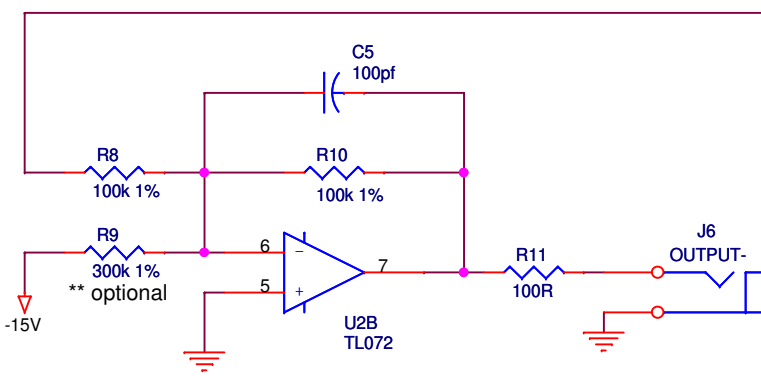 C5
100pf
R8
100k 1%
R10
100k 1%
R9
300k 1%
** optional
-15V
6
5
7
−
+
U2B
TL072
R11
100R
J6
OUTPUT-